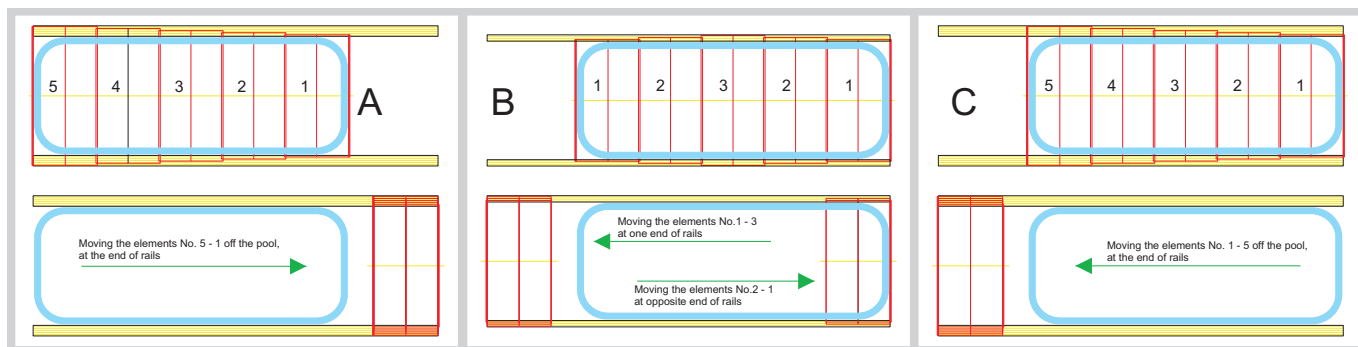 5 4 3 2 1
A
Moving the elements No. 5 - 1 off the pool,
at the end of rails
B
1 2 3 2 1
Moving the elements No.1 - 3
at one end of rails
Moving the elements No.2 - 1
at opposite end of rails
C
5 4 3 2 1
Moving the elements No. 1 - 5 off the pool,
at the end of rails